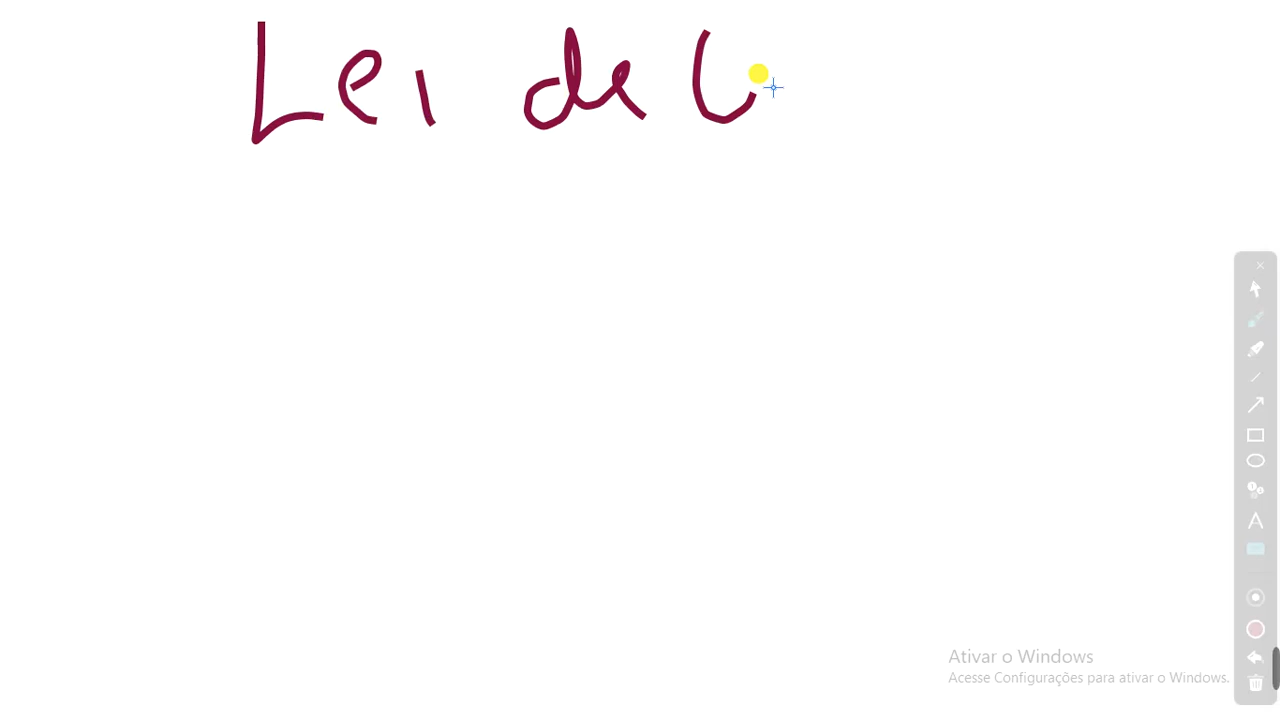 Lei de
Ativar o Windows
Acesse Configurações para ativar o Windows.